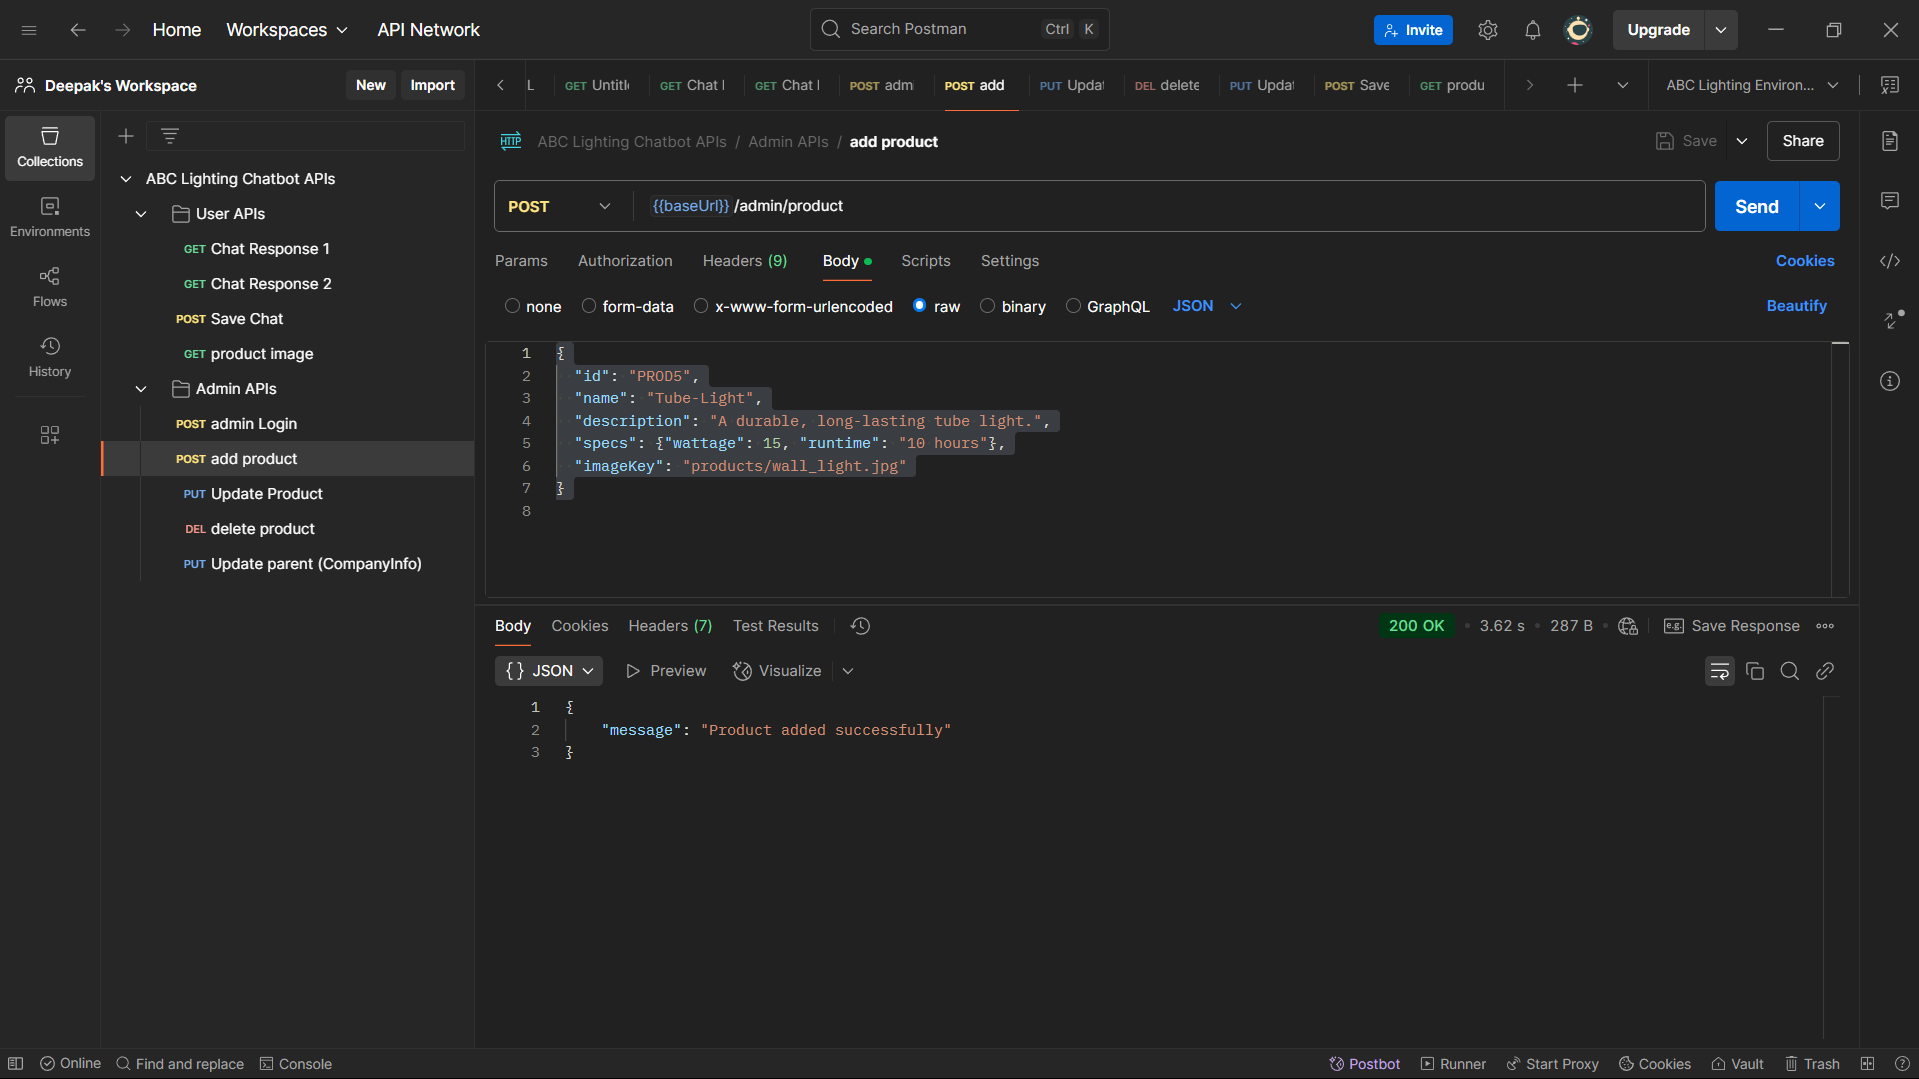 Home Workspaces API Network Search Postman Ctrl K Invite Upgrade
Deepak's Workspace New Import
L GET Untitl GET Chat GET Chat POST adm POST add PUT Updat DEL delete PUT Updat POST Save GET produ ABC Lighting Environ...
Collections
Environments
Flows
History
ABC Lighting Chatbot APIs
User APIs
GET Chat Response 1
GET Chat Response 2
POST Save Chat
GET product image
Admin APIs
POST admin Login
POST add product
PUT Update Product
DEL delete product
PUT Update parent (CompanyInfo)
HTTP ABC Lighting Chatbot APIs / Admin APIs / add product Save Share
POST {{baseUrl}}/admin/product Send
Params Authorization Headers (9) Body Scripts Settings Cookies
none form-data x-www-form-urlencoded raw binary GraphQL JSON Beautify
1 {
2 "id": "PROD5",
3 "name": "Tube-Light",
4 "description": "A durable, long-lasting tube light.",
5 "specs": {"wattage": 15, "runtime": "10 hours"},
6 "imageKey": "products/wall_light.jpg"
7 }
8
Body Cookies Headers (7) Test Results 200 OK • 3.62 s • 287 B • e.g. Save Response
{} JSON Preview Visualize
1 {
2 "message": "Product added successfully"
3 }
Online Find and replace Console Postbot Runner Start Proxy Cookies Vault Trash